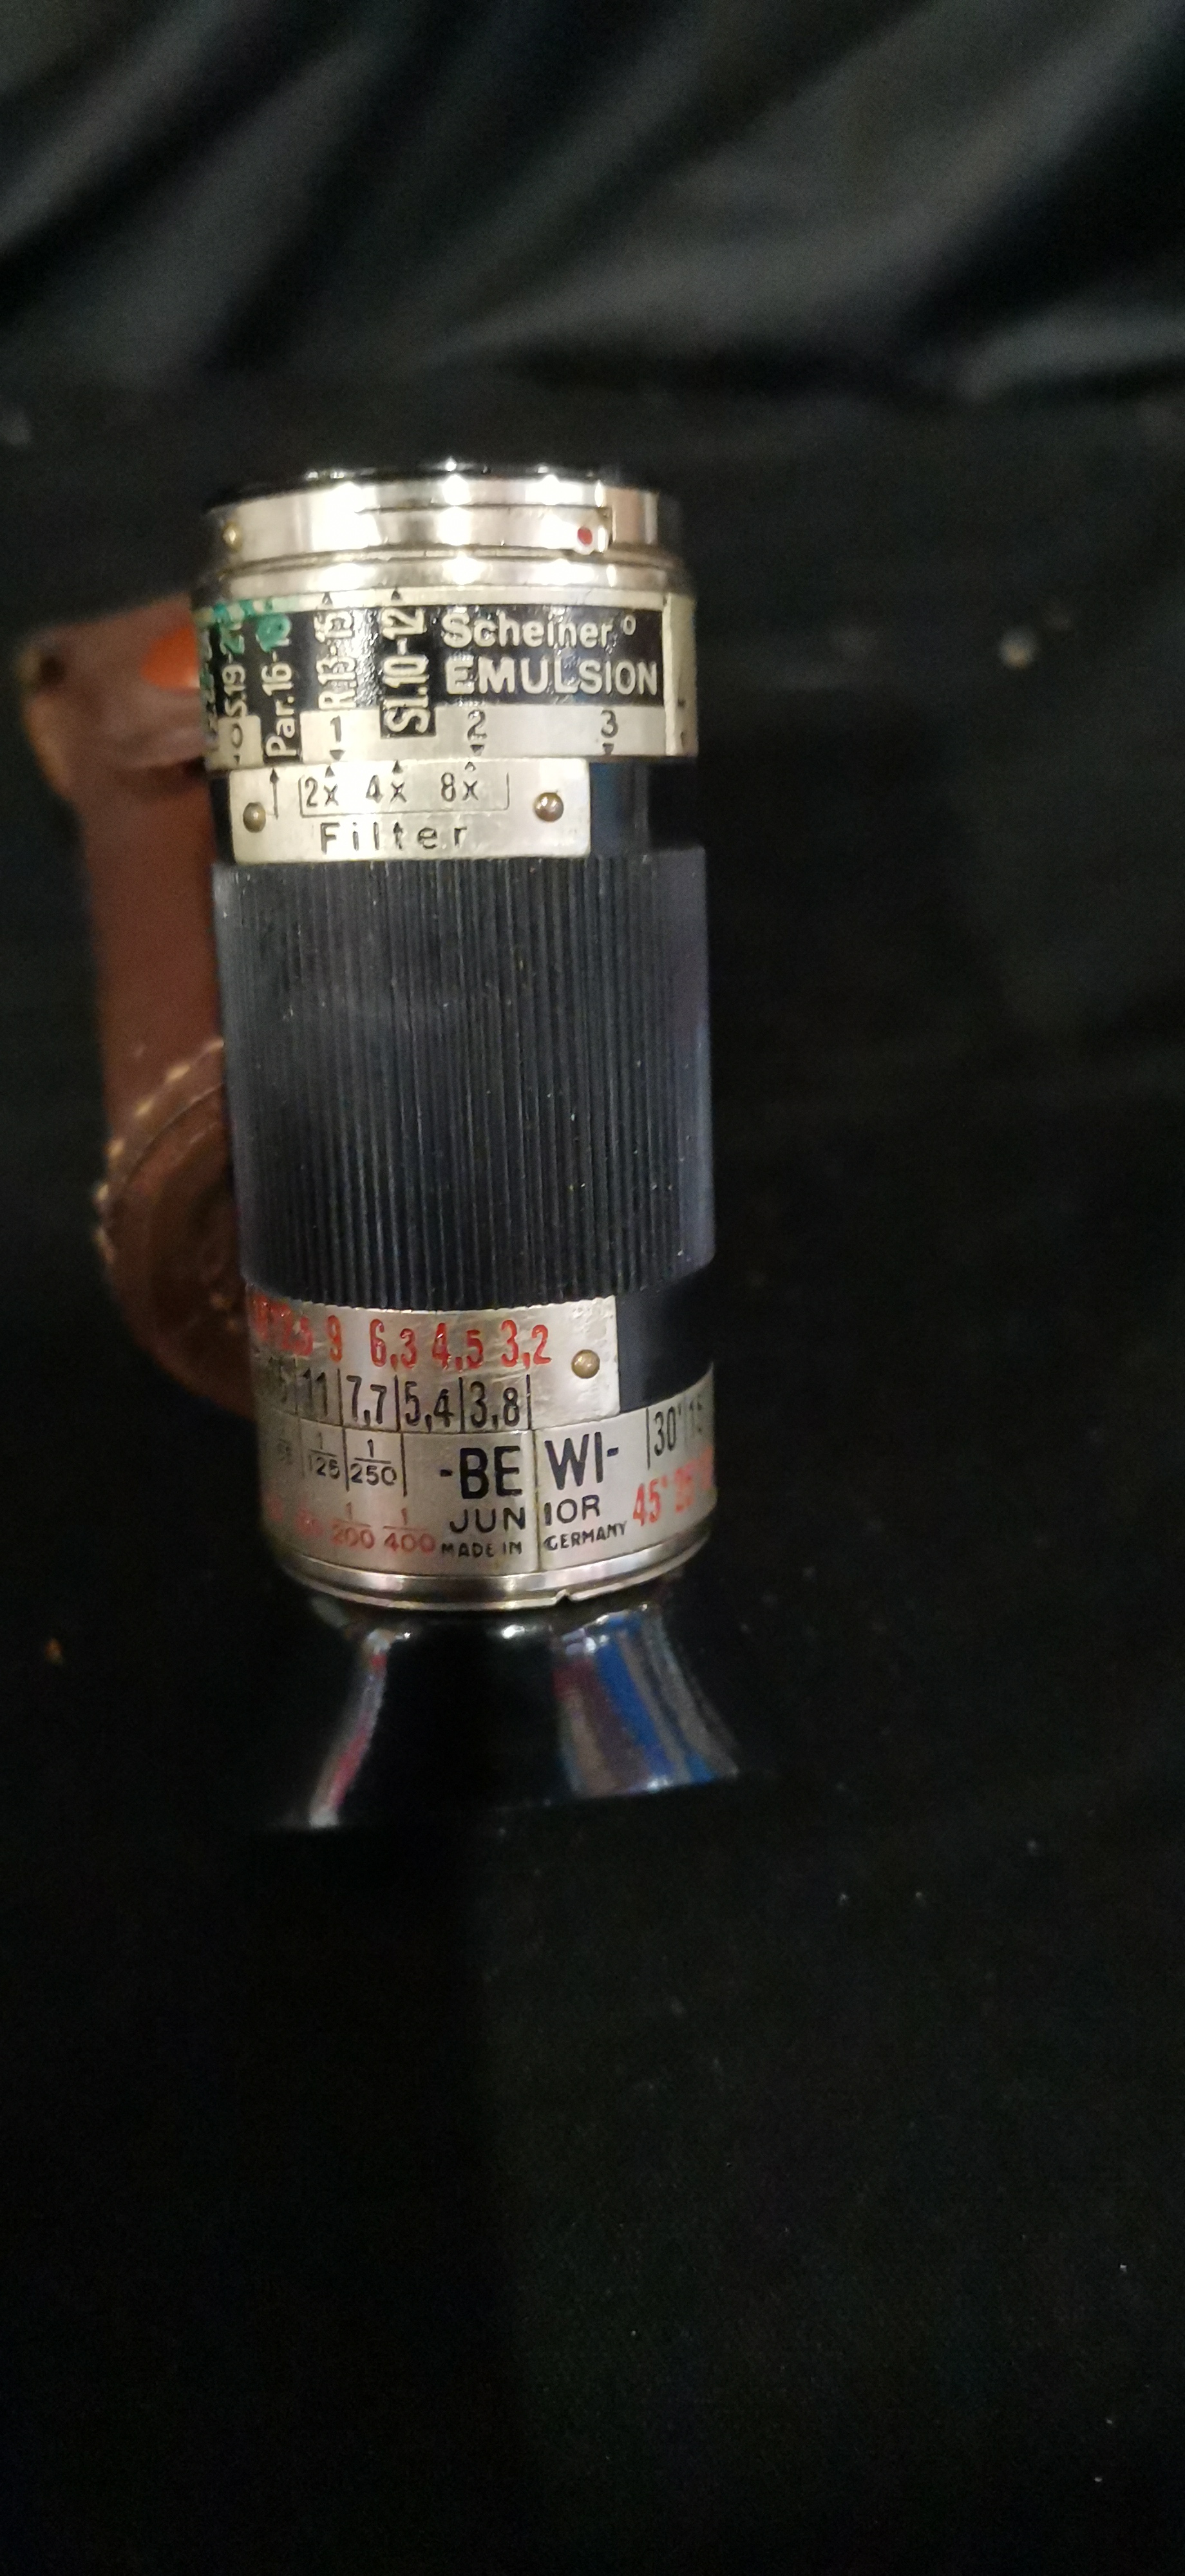 Scheiner°
EMULSION
S.19-2
Par.16-18
R.13-15
Sl.10-12
0 1 2 3
2x 4x 8x
Filter
9 6,3 4,5 3,2
11 7,7 5,4 3,8
1/125 1/250 -BE WI- 30'
JUN IOR 45'
1/200 1/400 MADE IN GERMANY